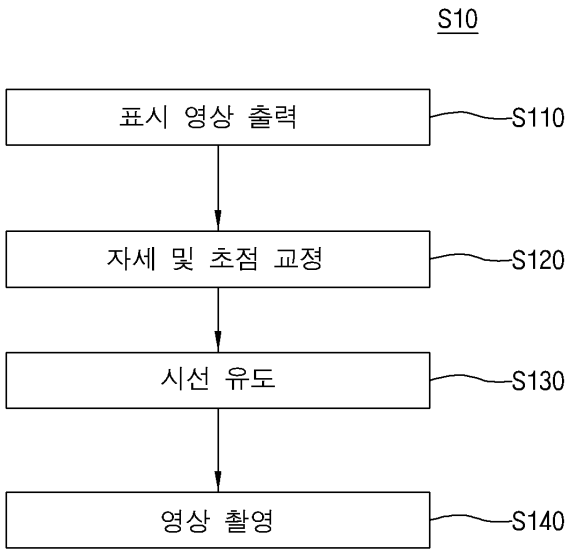 S10
표시 영상 출력
S110
자세 및 초점 교정
S120
시선 유도
S130
영상 촬영
S140